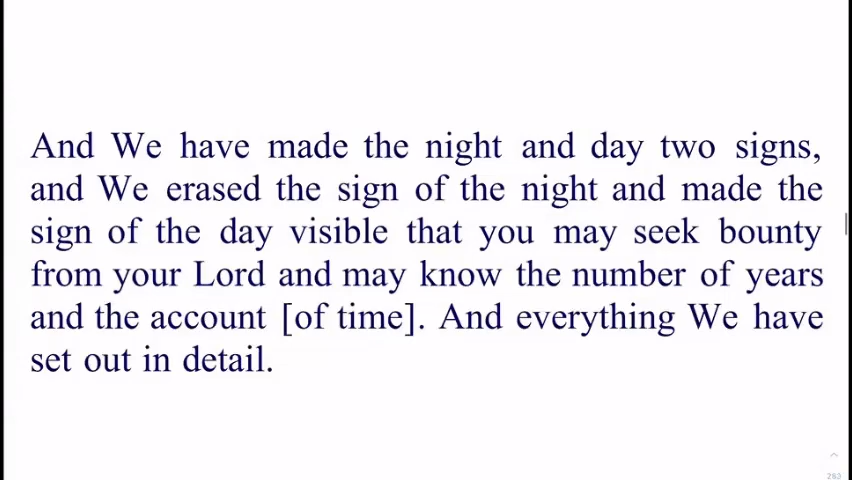 And We have made the night and day two signs,
and We erased the sign of the night and made the
sign of the day visible that you may seek bounty
from your Lord and may know the number of years
and the account [of time]. And everything We have
set out in detail.
283